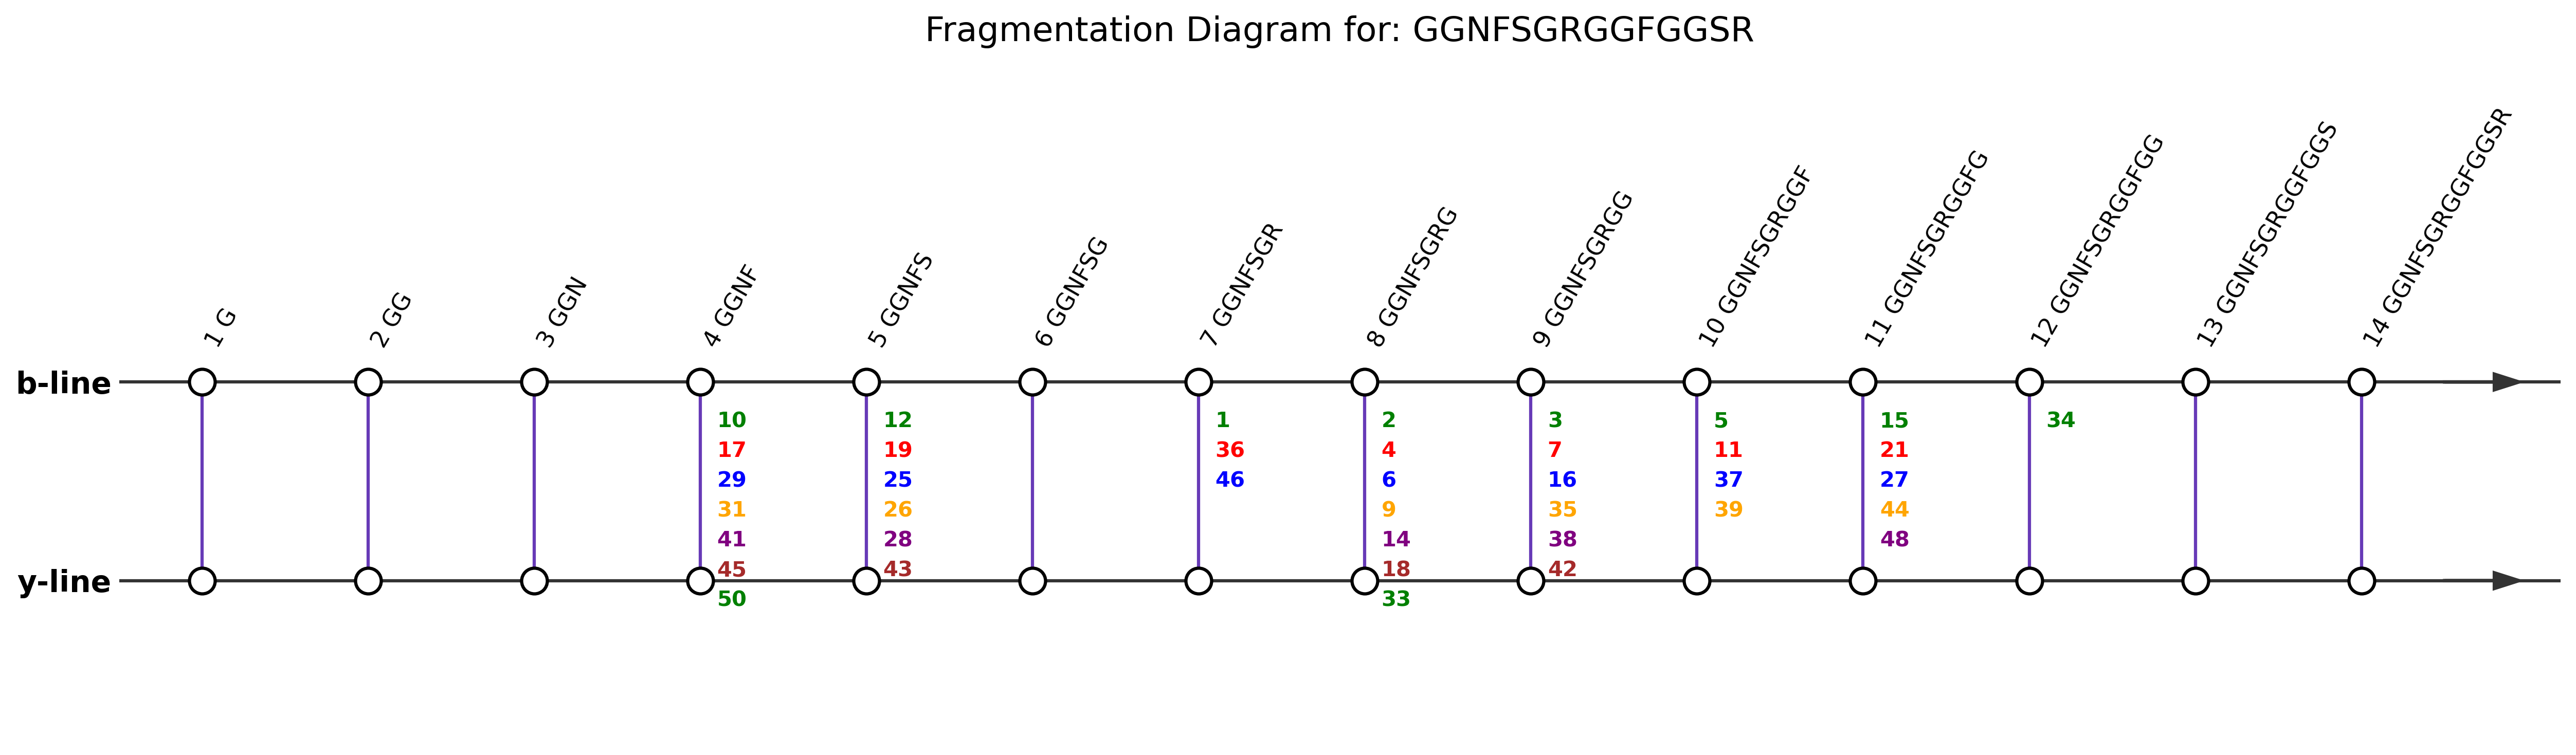 Fragmentation Diagram for: GGNFSGRGGFGGSR
1 G
2 GG
3 GGN
4 GGNF
5 GGNFS
6 GGNFSG
7 GGNFSGR
8 GGNFSGRG
9 GGNFSGRGG
10 GGNFSGRGGF
11 GGNFSGRGGFG
12 GGNFSGRGGFGG
13 GGNFSGRGGFGGS
14 GGNFSGRGGFGGSR
b-line
10 12 1 2 3 5 15 34
17 19 36 4 7 11 21
29 25 46 6 16 37 27
31 26 9 35 39 44
41 28 14 38 48
45 43 18 42
y-line
50 33